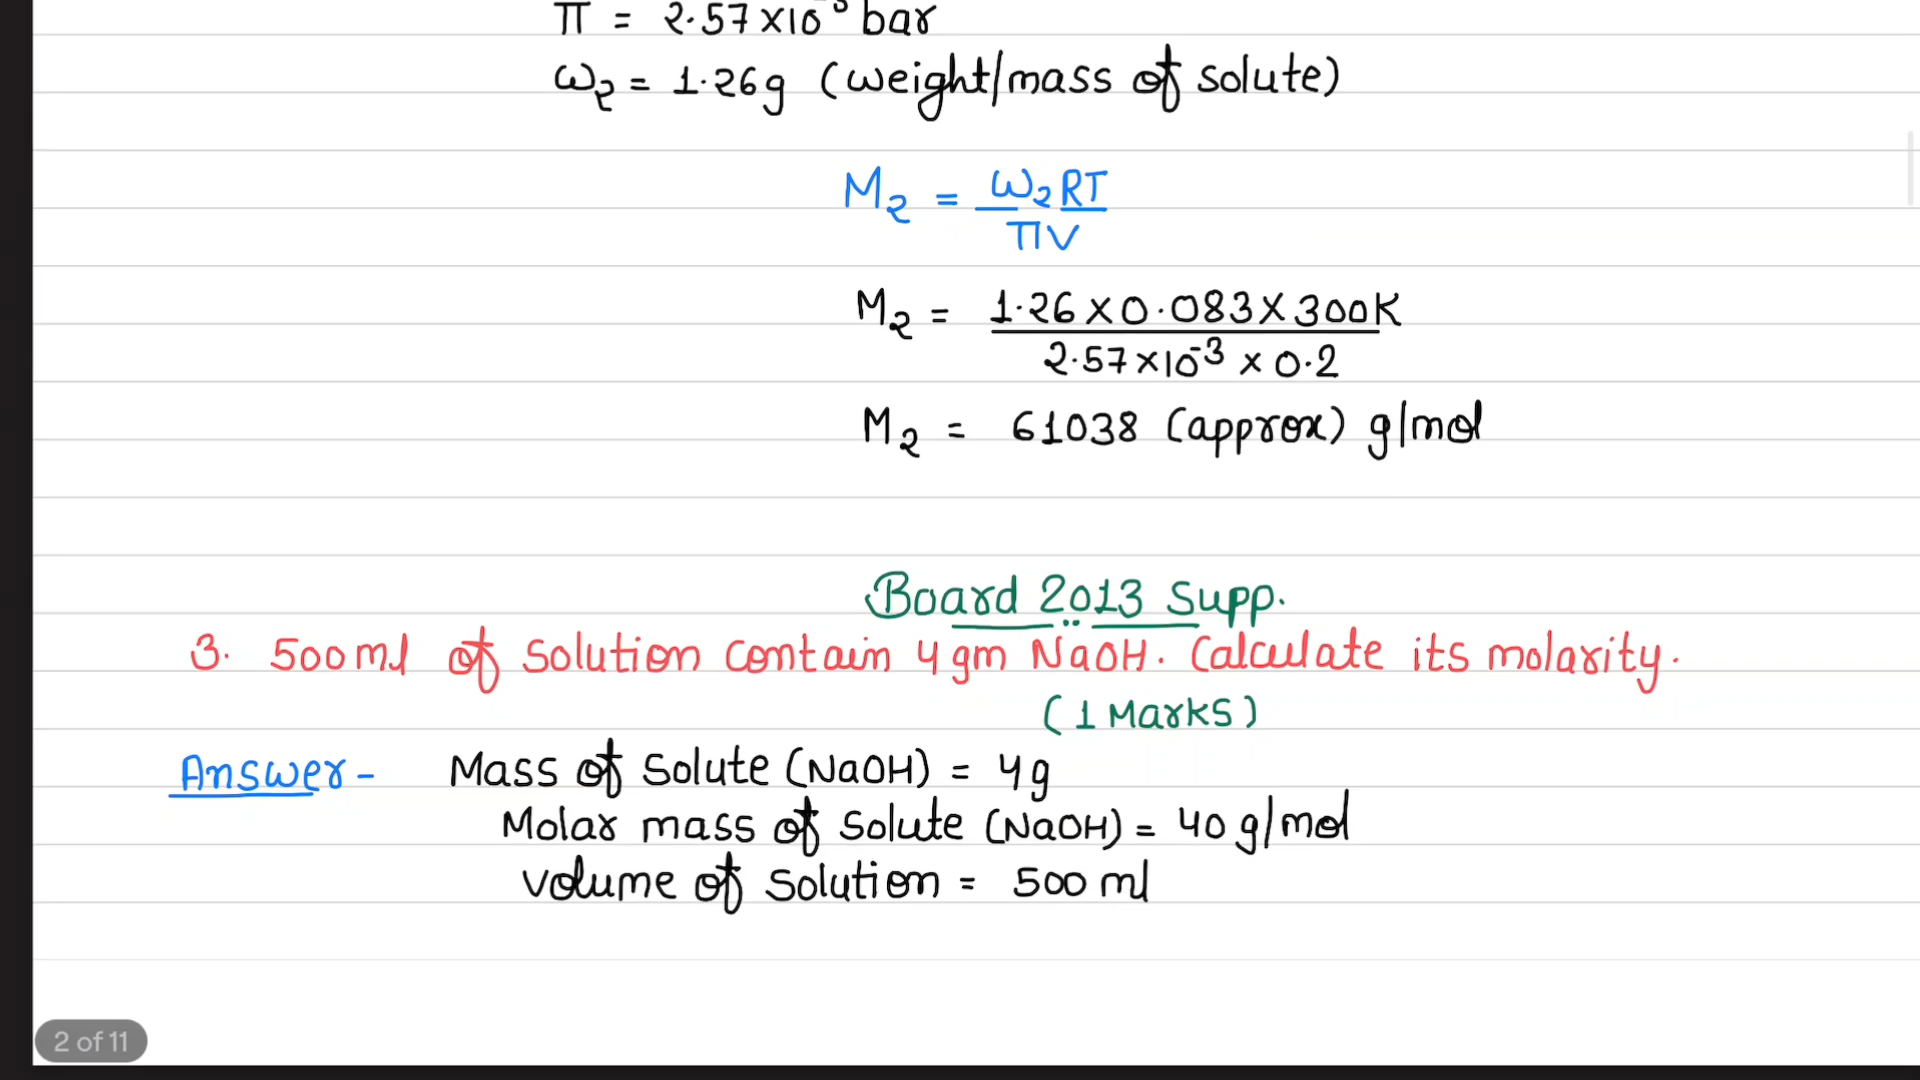 π = 2.57 x 10⁻³ bar
ω₂ = 1.26g (weight/mass of solute)
M₂ = ω₂RT
πV
M₂ = 1.26 X 0.083 X 300K
2.57 x 10⁻³ x 0.2
M₂ = 61038 (approx) g/mol
Board 2013 Supp.
3. 500 ml of solution contain 4 gm NaOH. Calculate its molarity.
(1 Marks)
Answer - Mass of solute (NaOH) = 4g
Molar mass of solute (NaOH) = 40 g/mol
volume of solution = 500 ml
2 of 11